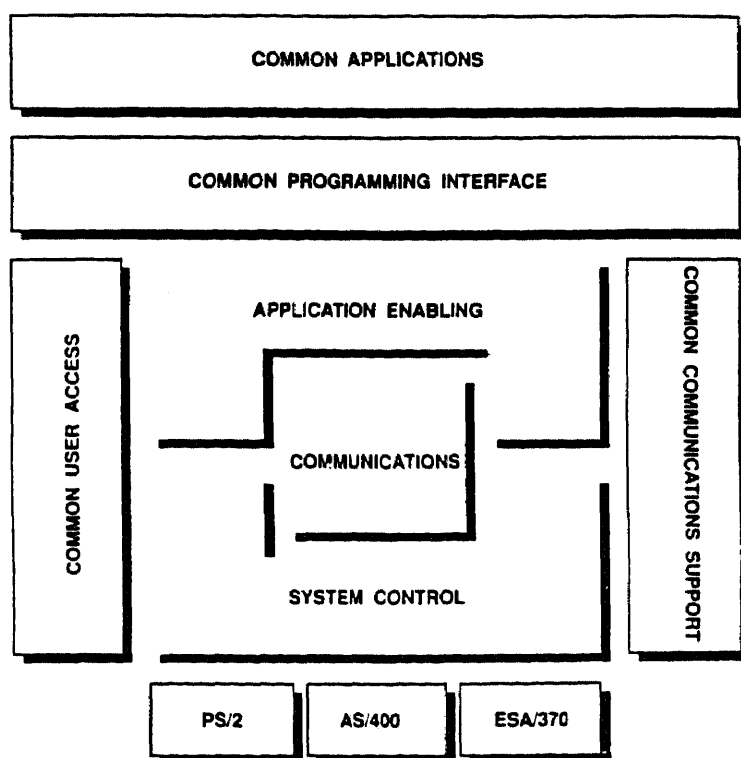 COMMON APPLICATIONS
COMMON PROGRAMMING INTERFACE
COMMON USER ACCESS
APPLICATION ENABLING
COMMUNICATIONS
SYSTEM CONTROL
COMMON COMMUNICATIONS SUPPORT
PS/2
AS/400
ESA/370